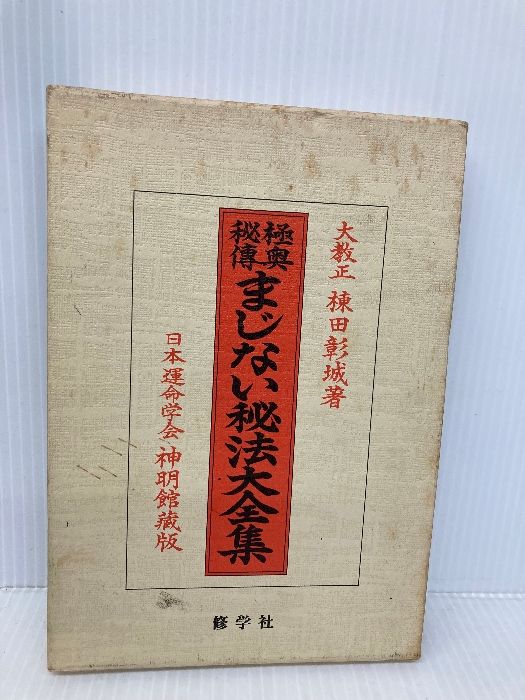 大教正 棟田彰城著
極奥
秘傳
まじない秘法大全集
日本運命学会 神明館藏版
修学社